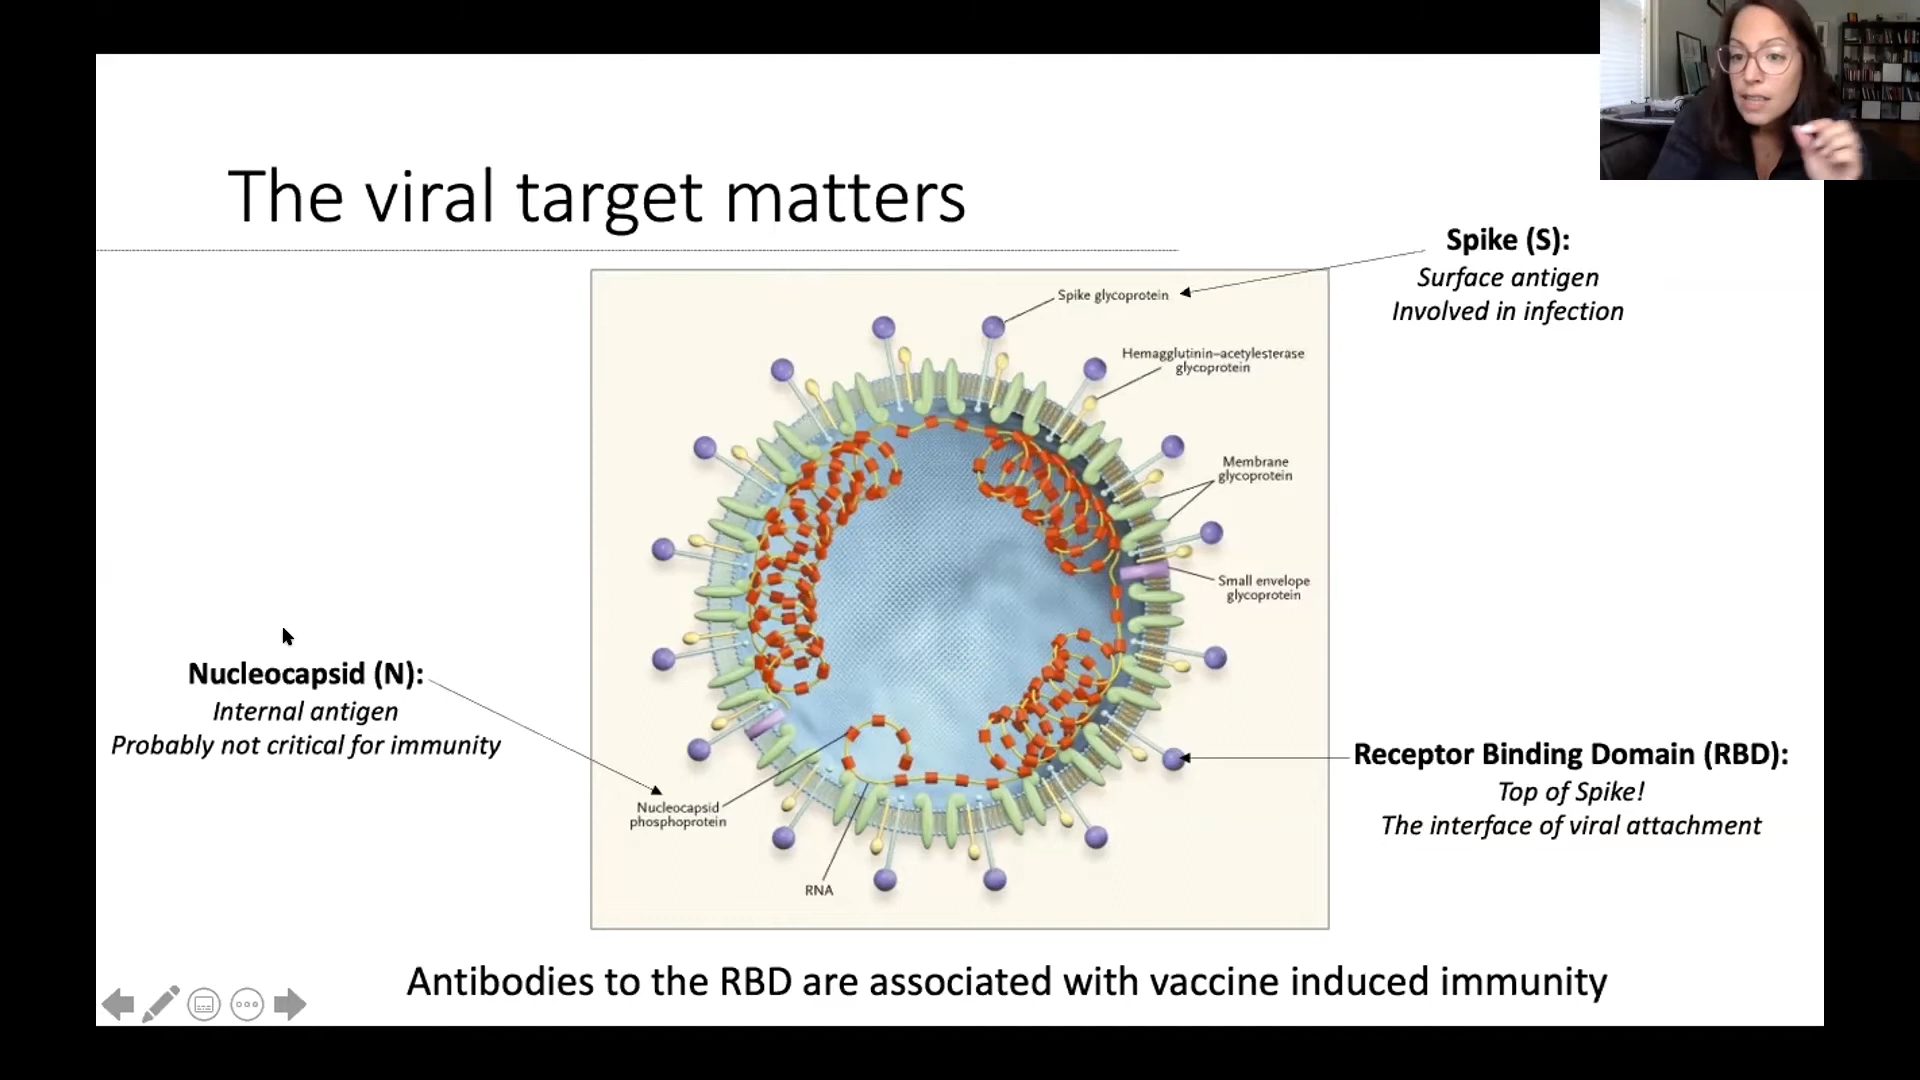 The viral target matters
Spike (S):
Surface antigen
Involved in infection
Spike glycoprotein
Hemagglutinin–acetylesterase
glycoprotein
Membrane
glycoprotein
Small envelope
glycoprotein
Nucleocapsid (N):
Internal antigen
Probably not critical for immunity
Receptor Binding Domain (RBD):
Top of Spike!
The interface of viral attachment
Nucleocapsid
phosphoprotein
RNA
Antibodies to the RBD are associated with vaccine induced immunity